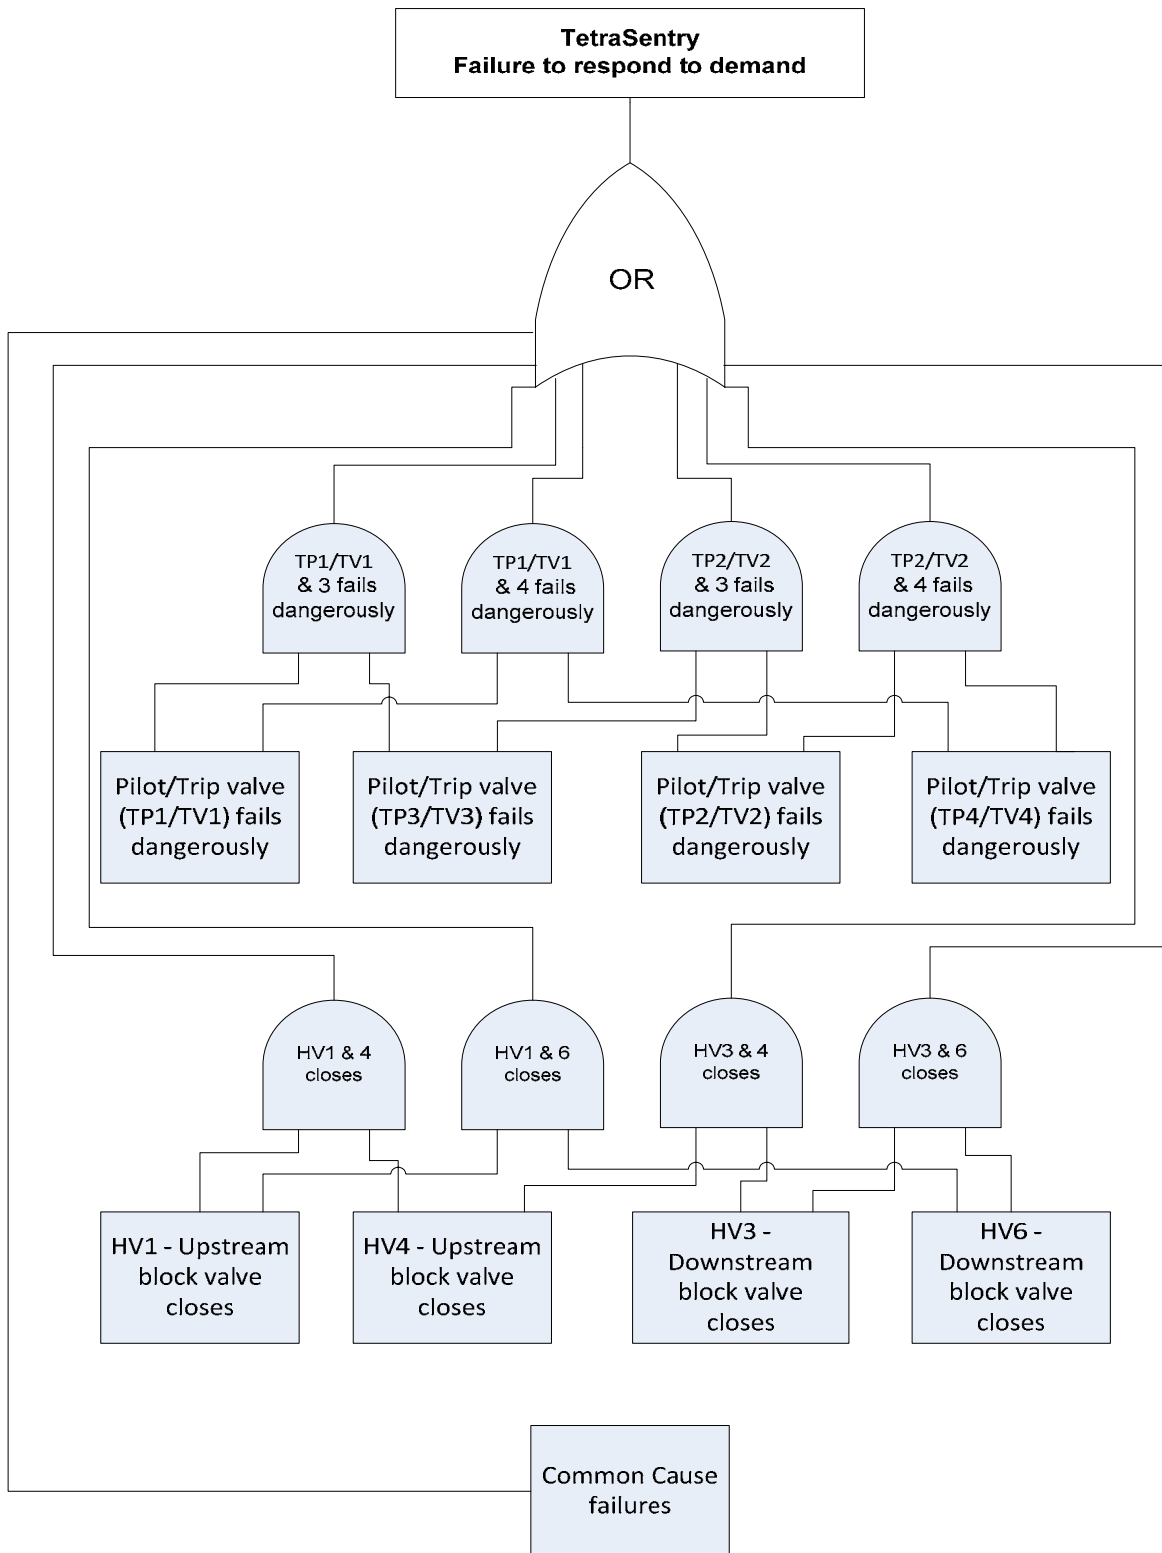 TetraSentry
Failure to respond to demand
OR
TP1/TV1
& 3 fails
dangerously
TP1/TV1
& 4 fails
dangerously
TP2/TV2
& 3 fails
dangerously
TP2/TV2
& 4 fails
dangerously
Pilot/Trip valve
(TP1/TV1) fails
dangerously
Pilot/Trip valve
(TP3/TV3) fails
dangerously
Pilot/Trip valve
(TP2/TV2) fails
dangerously
Pilot/Trip valve
(TP4/TV4) fails
dangerously
HV1 & 4
closes
HV1 & 6
closes
HV3 & 4
closes
HV3 & 6
closes
HV1 - Upstream
block valve
closes
HV4 - Upstream
block valve
closes
HV3 -
Downstream
block valve
closes
HV6 -
Downstream
block valve
closes
Common Cause
failures